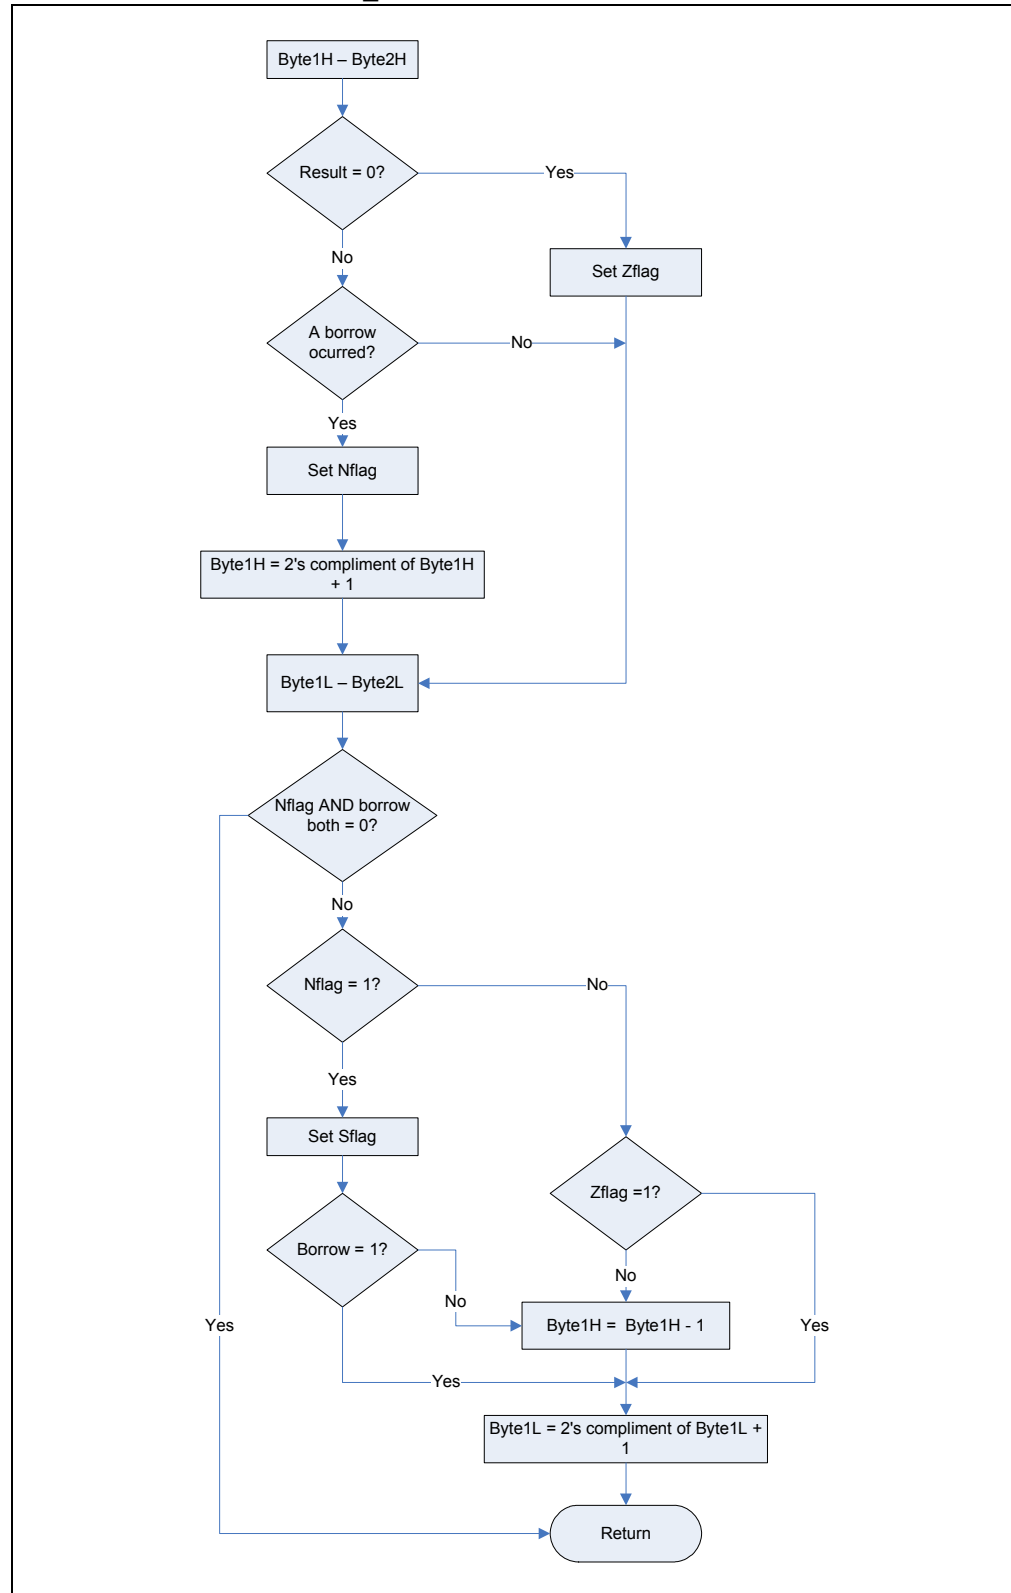 Byte1H – Byte2H
Result = 0?
Yes
No
Set Zflag
A borrow
ocurred?
No
Yes
Set Nflag
Byte1H = 2's compliment of Byte1H
+ 1
Byte1L – Byte2L
Nflag AND borrow
both = 0?
No
Nflag = 1?
No
Yes
Set Sflag
Zflag =1?
Borrow = 1?
No
No
Yes
Byte1H =  Byte1H - 1
Yes
Yes
Byte1L = 2's compliment of Byte1L +
1
Return